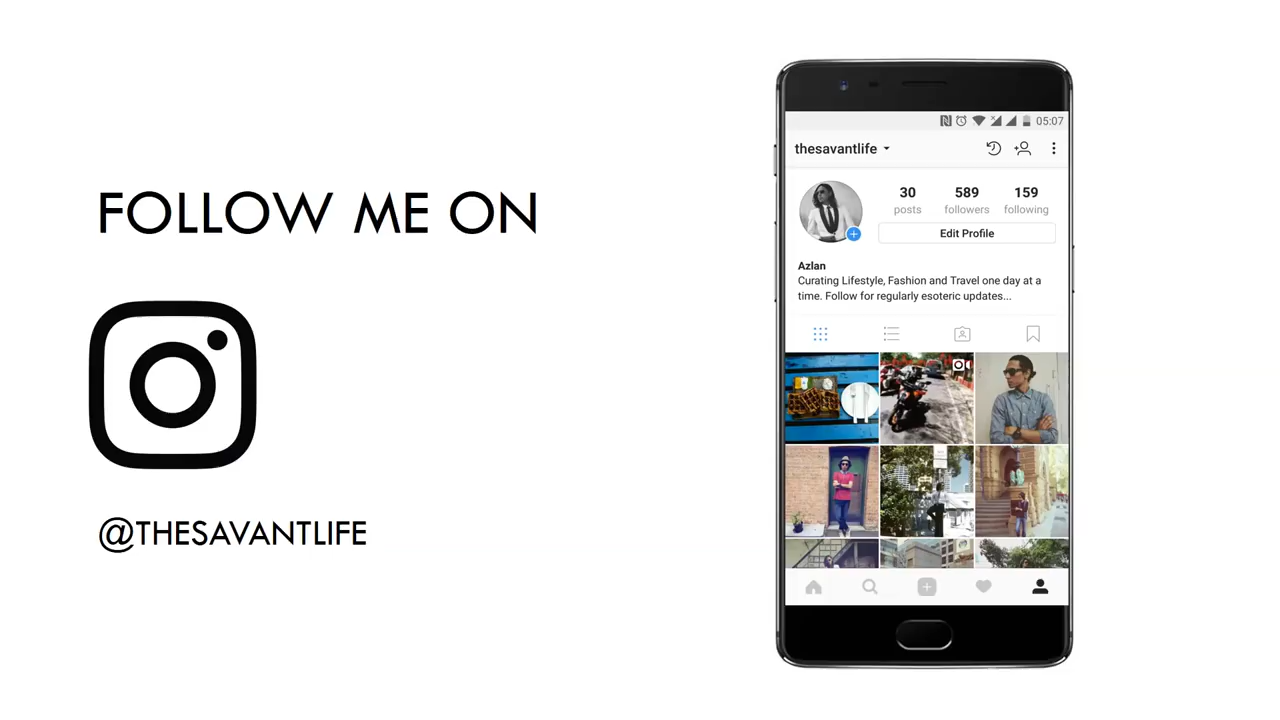 FOLLOW ME ON
@THESAVANTLIFE
05:07
thesavantlife
30 589 159
posts followers following
Edit Profile
Azlan
Curating Lifestyle, Fashion and Travel one day at a
time. Follow for regularly esoteric updates...